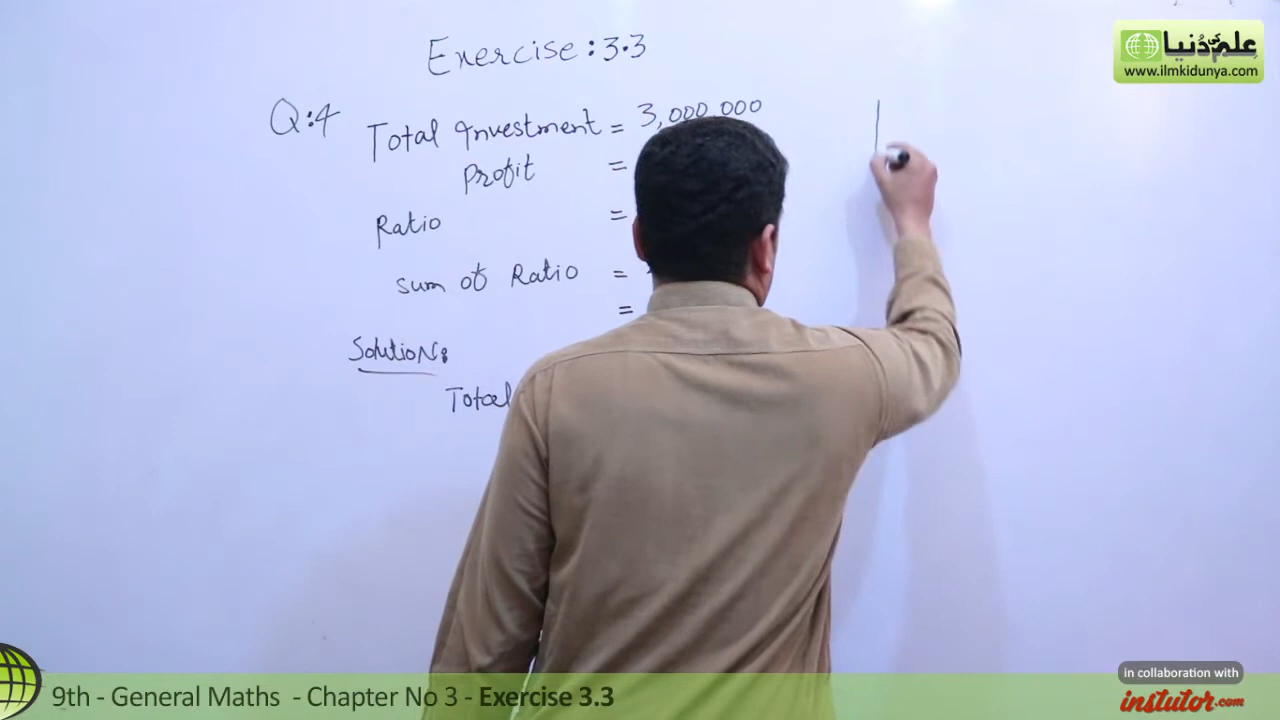 Exercise : 3.3
Q:4
Total Investment = 3,000,000
Profit =
Ratio =
Sum of Ratio =
=
Solution:
Total
علم کی دُنیا
www.ilmkidunya.com
9th - General Maths - Chapter No 3 - Exercise 3.3
in collaboration with
instutor.com